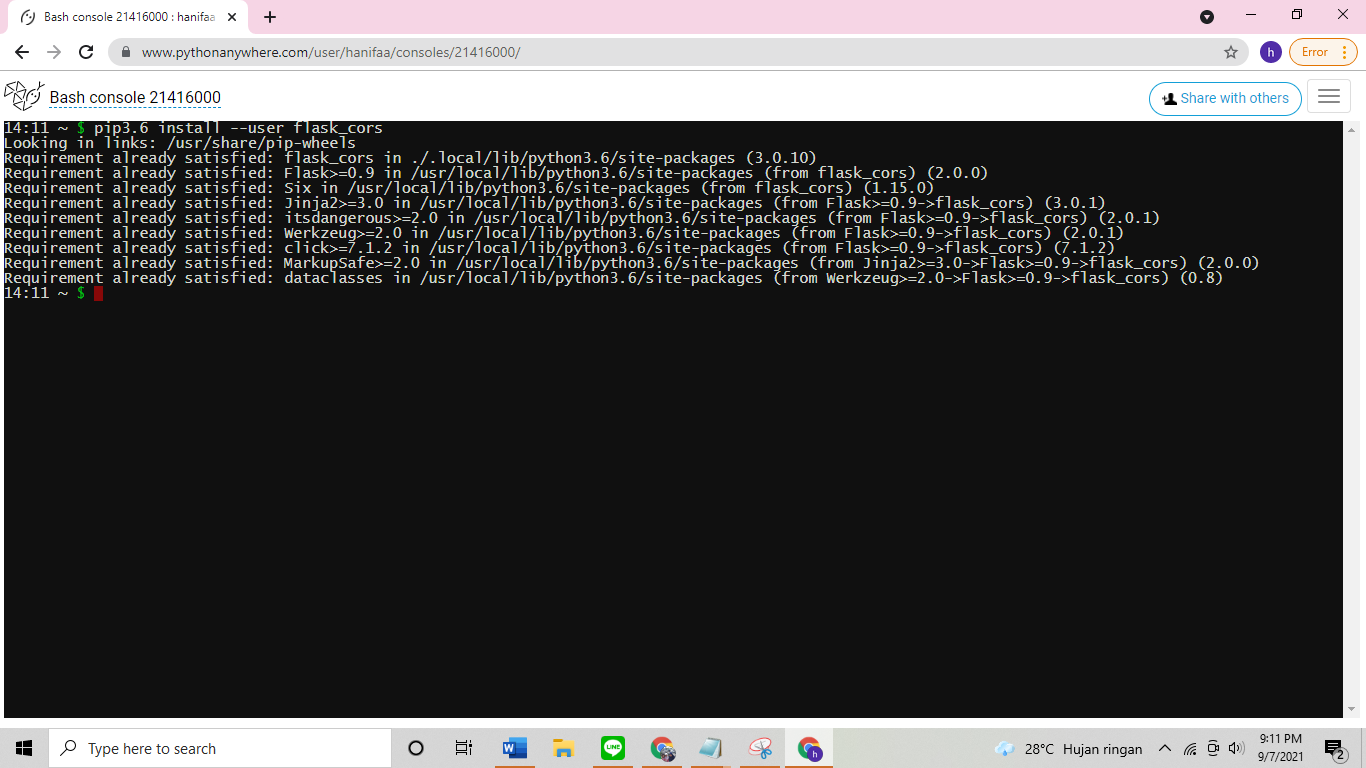 Bash console 21416000 : hanifaa
www.pythonanywhere.com/user/hanifaa/consoles/21416000/
h
Error
Bash console 21416000
Share with others
14:11 ~ $ pip3.6 install --user flask_cors
Looking in links: /usr/share/pip-wheels
Requirement already satisfied: flask_cors in ./.local/lib/python3.6/site-packages (3.0.10)
Requirement already satisfied: Flask>=0.9 in /usr/local/lib/python3.6/site-packages (from flask_cors) (2.0.0)
Requirement already satisfied: Six in /usr/local/lib/python3.6/site-packages (from flask_cors) (1.15.0)
Requirement already satisfied: Jinja2>=3.0 in /usr/local/lib/python3.6/site-packages (from Flask>=0.9->flask_cors) (3.0.1)
Requirement already satisfied: itsdangerous>=2.0 in /usr/local/lib/python3.6/site-packages (from Flask>=0.9->flask_cors) (2.0.1)
Requirement already satisfied: Werkzeug>=2.0 in /usr/local/lib/python3.6/site-packages (from Flask>=0.9->flask_cors) (2.0.1)
Requirement already satisfied: click>=7.1.2 in /usr/local/lib/python3.6/site-packages (from Flask>=0.9->flask_cors) (7.1.2)
Requirement already satisfied: MarkupSafe>=2.0 in /usr/local/lib/python3.6/site-packages (from Jinja2>=3.0->Flask>=0.9->flask_cors) (2.0.0)
Requirement already satisfied: dataclasses in /usr/local/lib/python3.6/site-packages (from Werkzeug>=2.0->Flask>=0.9->flask_cors) (0.8)
14:11 ~ $
Type here to search
W
LINE
h
28°C Hujan ringan
9:11 PM
9/7/2021
2